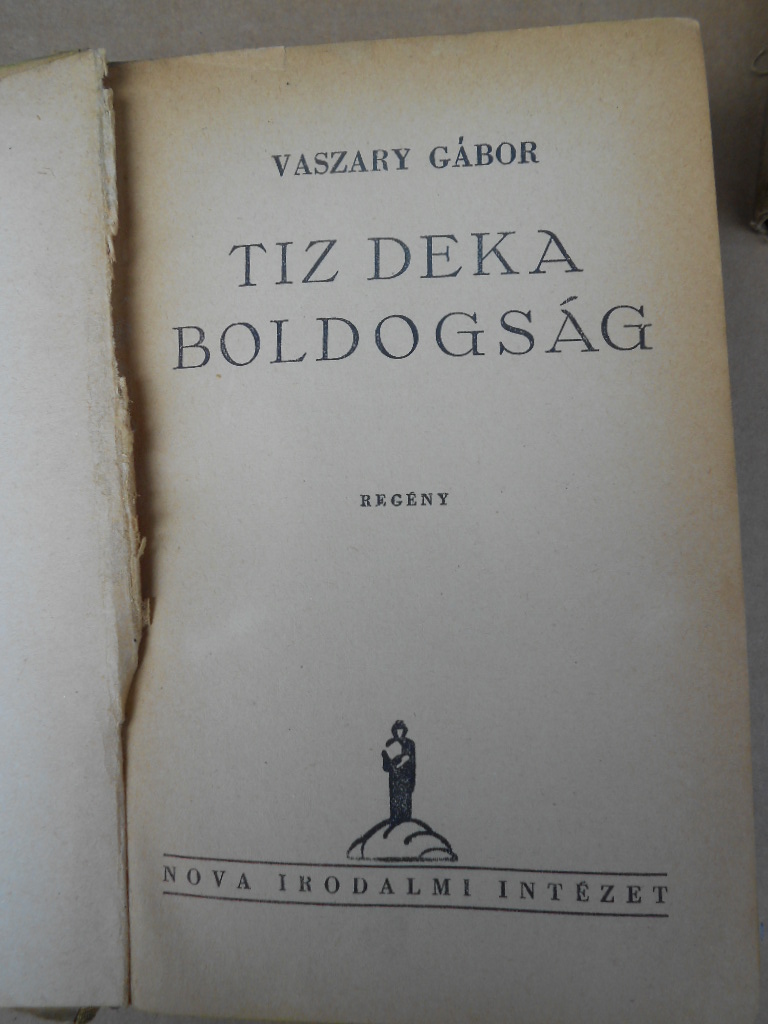 VASZARY GÁBOR
TIZ DEKA
BOLDOGSÁG
REGÉNY
NOVA IRODALMI INTÉZET